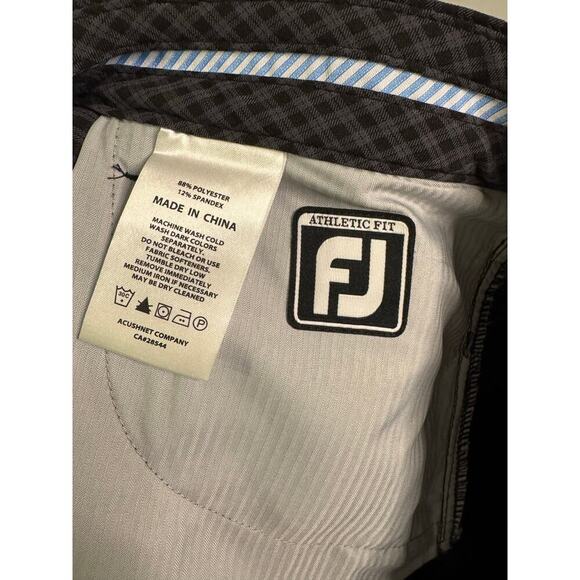 88% POLYESTER
12% SPANDEX
MADE IN CHINA
MACHINE WASH COLD
WASH DARK COLORS
SEPARATELY.
DO NOT BLEACH OR USE
FABRIC SOFTENERS.
TUMBLE DRY LOW
REMOVE IMMEDIATELY
MEDIUM IRON IF NECESSARY
MAY BE DRY CLEANED
30C
P
ACUSHNET COMPANY
CA#28544
ATHLETIC FIT
FJ